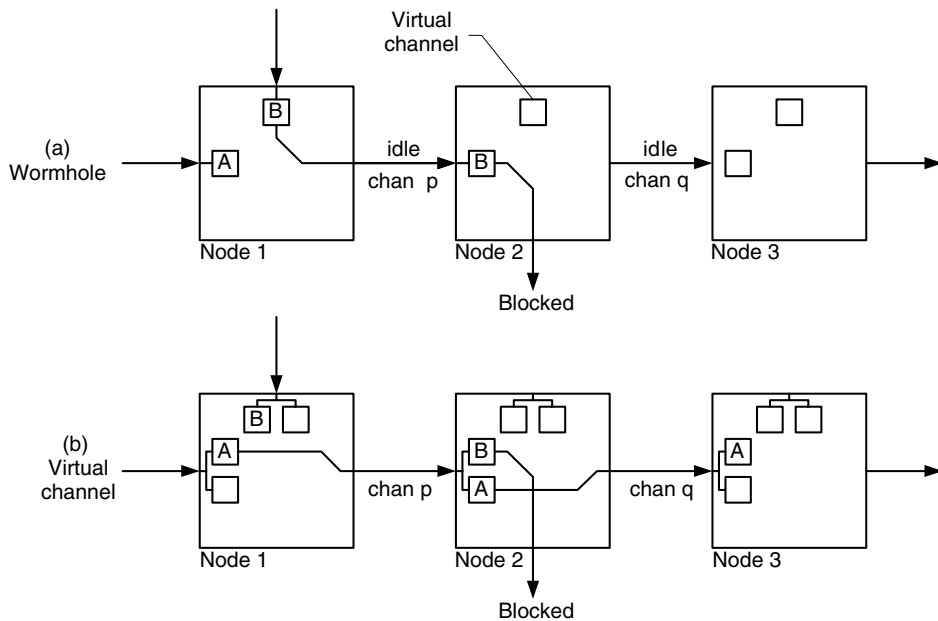 Virtual
channel
(a)
Wormhole
B
A
idle
chan p
B
idle
chan q
Node 1
Node 2
Node 3
Blocked
(b)
Virtual
channel
B
A
chan p
B
A
chan q
A
Node 1
Node 2
Node 3
Blocked